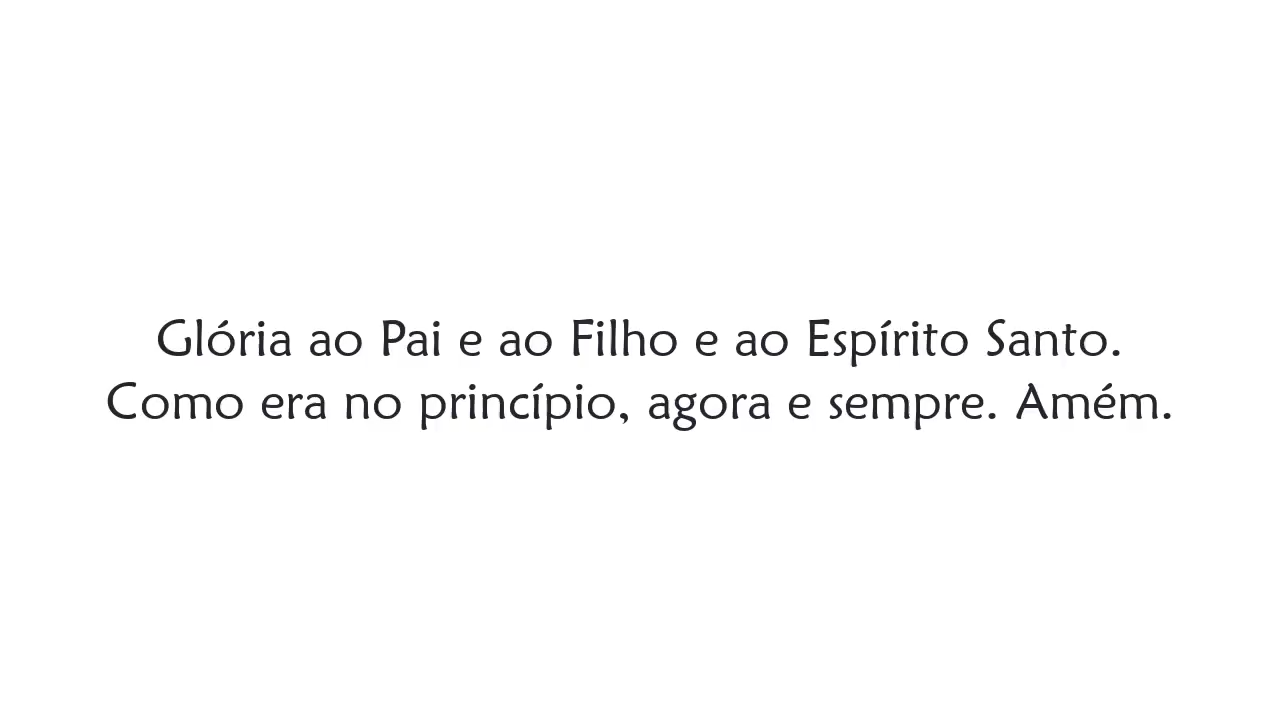 Glória ao Pai e ao Filho e ao Espírito Santo.
Como era no princípio, agora e sempre. Amém.